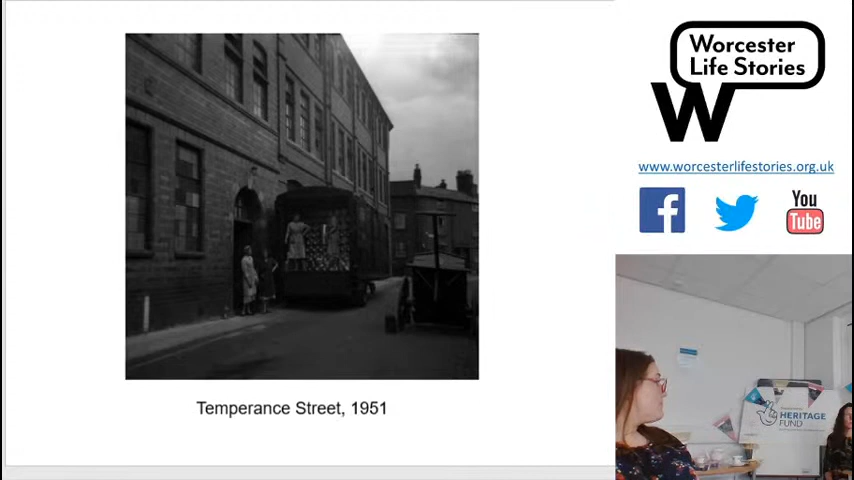 Temperance Street, 1951
Worcester
Life Stories
W
www.worcesterlifestories.org.uk
f
You
Tube
HERITAGE
FUND